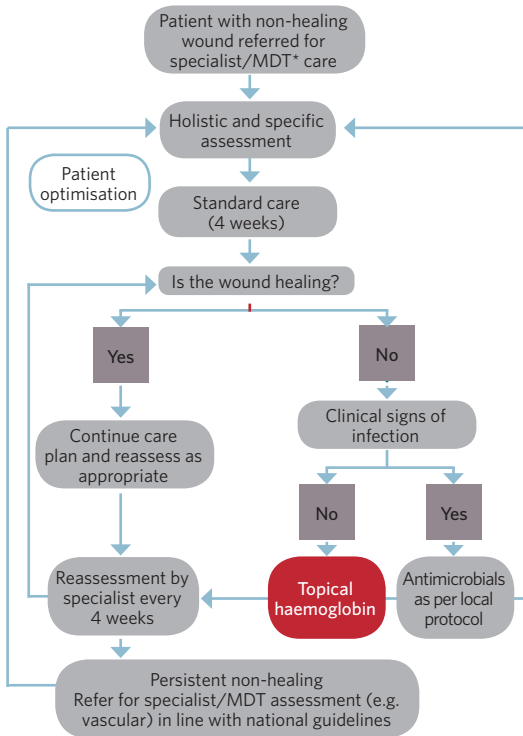 Patient with non-healing
wound referred for
specialist/MDT* care
Holistic and specific
assessment
Patient
optimisation
Standard care
(4 weeks)
Is the wound healing?
Yes
No
Continue care
plan and reassess as
appropriate
Clinical signs of
infection
No
Yes
Reassessment by
specialist every
4 weeks
Topical
haemoglobin
Antimicrobials
as per local
protocol
Persistent non-healing
Refer for specialist/MDT assessment (e.g.
vascular) in line with national guidelines